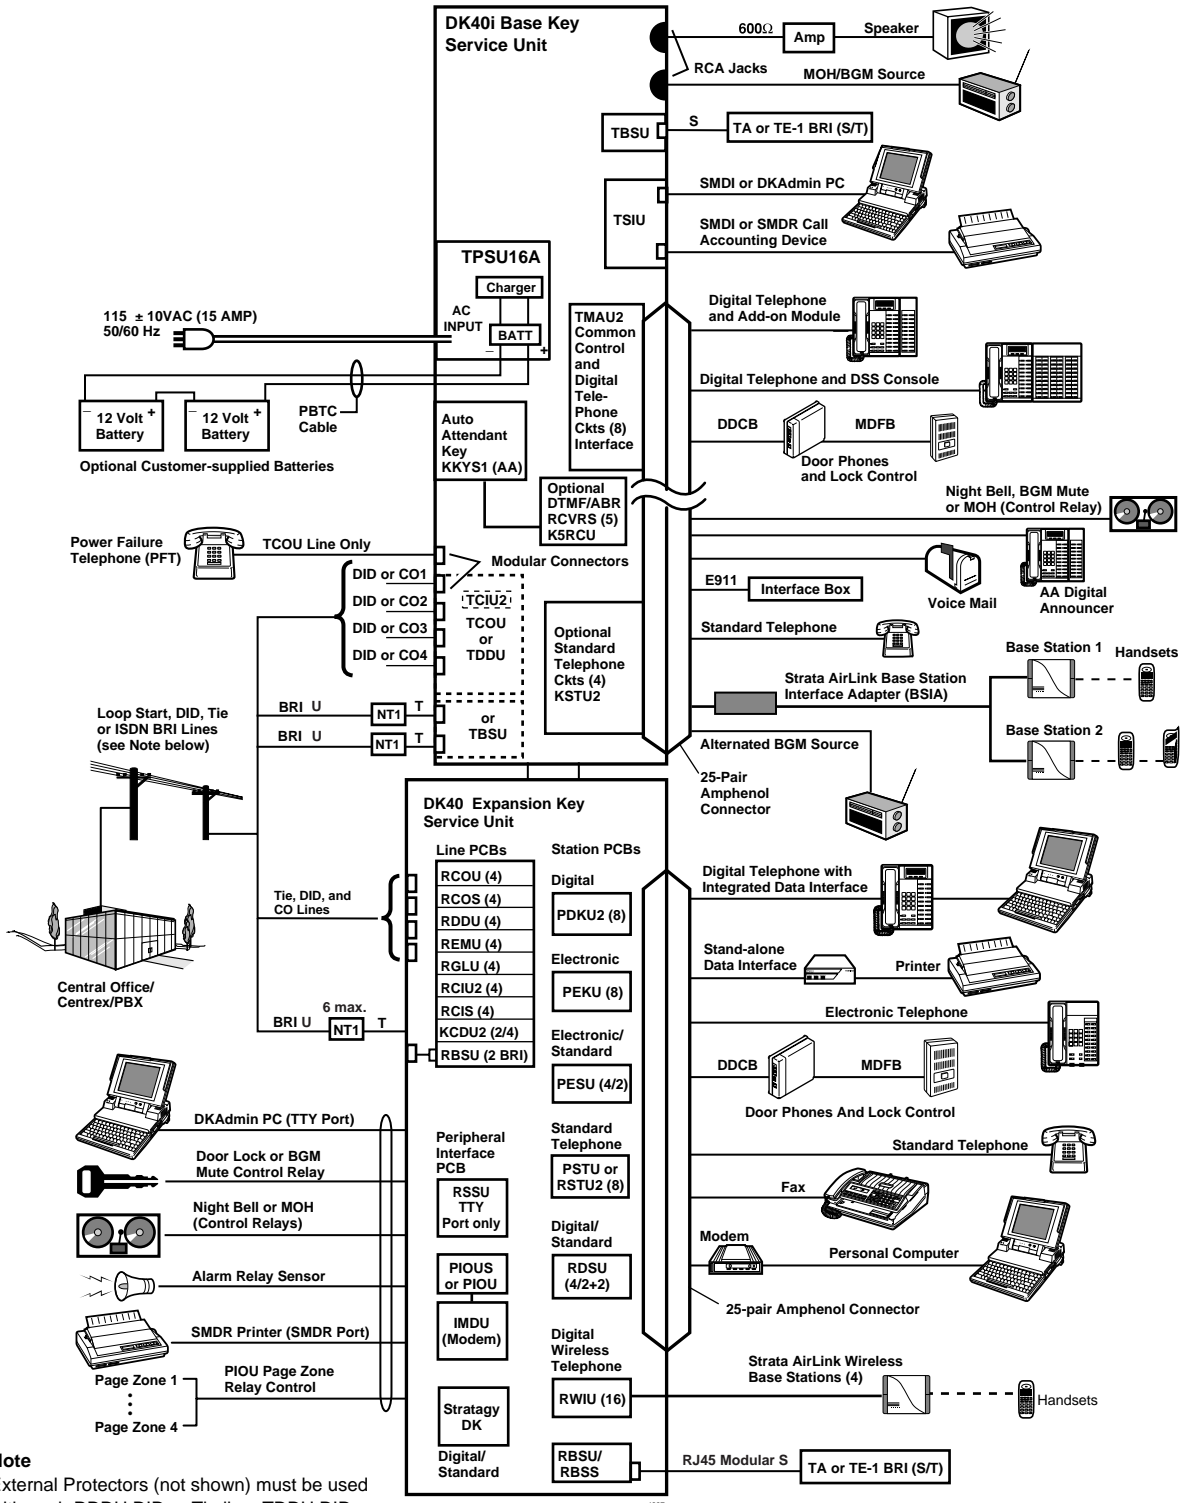 DK40i Base Key
Service Unit
600Ω
Amp
Speaker
RCA Jacks
MOH/BGM Source
TBSU
S
TA or TE-1 BRI (S/T)
TSIU
SMDI or DKAdmin PC
SMDI or SMDR Call
Accounting Device
TPSU16A
Charger
AC
INPUT
BATT
– +
115 ± 10VAC (15 AMP)
50/60 Hz
– 12 Volt +
Battery
– 12 Volt +
Battery
PBTC
Cable
Optional Customer-supplied Batteries
TMAU2
Common
Control
and
Digital
Tele-
Phone
Ckts (8)
Interface
Digital Telephone
and Add-on Module
Digital Telephone and DSS Console
DDCB
MDFB
Door Phones
and Lock Control
Auto
Attendant
Key
KKYS1 (AA)
Optional
DTMF/ABR
RCVRS (5)
K5RCU
Night Bell, BGM Mute
or MOH (Control Relay)
Power Failure
Telephone (PFT)
TCOU Line Only
Modular Connectors
DID or CO1
DID or CO2
DID or CO3
DID or CO4
TCIU2
TCOU
or
TDDU
Optional
Standard
Telephone
Ckts (4)
KSTU2
E911
Interface Box
Voice Mail
AA Digital
Announcer
Standard Telephone
Base Station 1
Handsets
Strata AirLink Base Station
Interface Adapter (BSIA)
Base Station 2
Loop Start, DID, Tie
or ISDN BRI Lines
(see Note below)
BRI U
NT1
T
BRI U
NT1
T
or
TBSU
Alternated BGM Source
25-Pair
Amphenol
Connector
DK40 Expansion Key
Service Unit
Line PCBs
Station PCBs
RCOU (4)
RCOS (4)
RDDU (4)
REMU (4)
RGLU (4)
RCIU2 (4)
RCIS (4)
KCDU2 (2/4)
RBSU (2 BRI)
Digital
PDKU2 (8)
Electronic
PEKU (8)
Electronic/
Standard
PESU (4/2)
Standard
Telephone
PSTU or
RSTU2 (8)
Digital/
Standard
RDSU
(4/2+2)
Digital
Wireless
Telephone
RWIU (16)
RBSU/
RBSS
Tie, DID, and
CO Lines
Central Office/
Centrex/PBX
BRI U
6 max.
NT1
T
Digital Telephone with
Integrated Data Interface
Stand-alone
Data Interface
Printer
Electronic Telephone
DDCB
MDFB
Door Phones And Lock Control
Standard Telephone
Fax
Modem
Personal Computer
25-pair Amphenol Connector
Strata AirLink Wireless
Base Stations (4)
Handsets
RJ45 Modular S
TA or TE-1 BRI (S/T)
DKAdmin PC (TTY Port)
Door Lock or BGM
Mute Control Relay
Night Bell or MOH
(Control Relays)
Alarm Relay Sensor
SMDR Printer (SMDR Port)
Page Zone 1
Page Zone 4
PIOU Page Zone
Relay Control
Peripheral
Interface
PCB
RSSU
TTY
Port only
PIOUS
or PIOU
IMDU
(Modem)
Stratagy
DK
Digital/
Standard
External Protectors (not shown) must be used